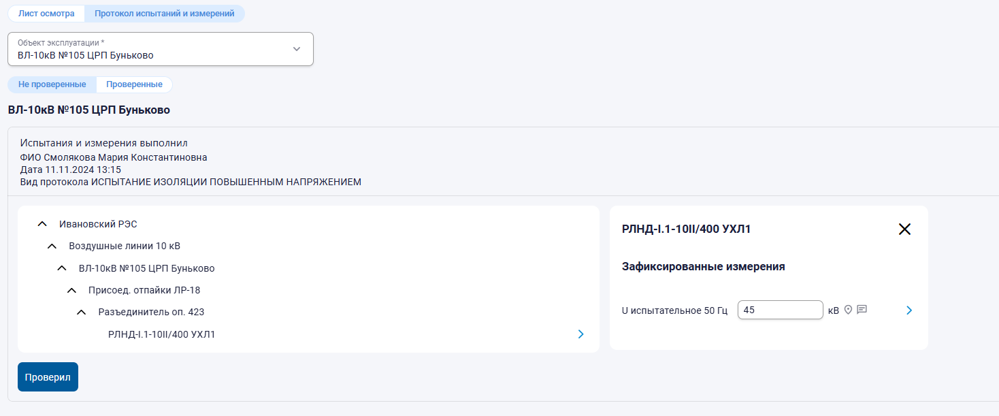 Лист осмотра Протокол испытаний и измерений
Объект эксплуатации *
ВЛ-10кВ №105 ЦРП Буньково
Не проверенные Проверенные
ВЛ-10кВ №105 ЦРП Буньково
Испытания и измерения выполнил
ФИО Смолякова Мария Константиновна
Дата 11.11.2024 13:15
Вид протокола ИСПЫТАНИЕ ИЗОЛЯЦИИ ПОВЫШЕННЫМ НАПРЯЖЕНИЕМ
Ивановский РЭС
Воздушные линии 10 кВ
ВЛ-10кВ №105 ЦРП Буньково
Присоед. отпайки ЛР-18
Разъединитель оп. 423
РЛНД-I.1-10II/400 УХЛ1
РЛНД-I.1-10II/400 УХЛ1
Зафиксированные измерения
U испытательное 50 Гц 45 кВ
Проверил